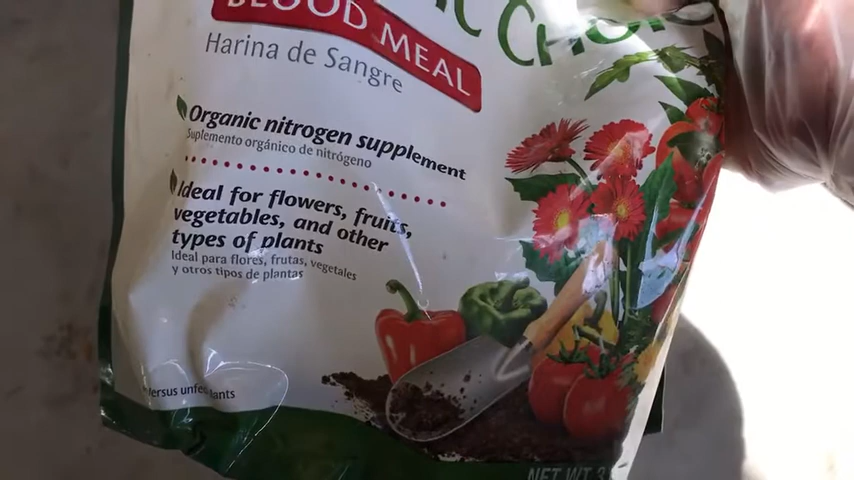 BLOOD MEAL
Harina de Sangre
Organic nitrogen supplement
Suplemento orgánico de nitrógeno
Ideal for flowers, fruits,
vegetables, and other
types of plants
Ideal para flores, frutas, vegetales
y otros tipos de plantas
versus unfed plants
NET WT 3